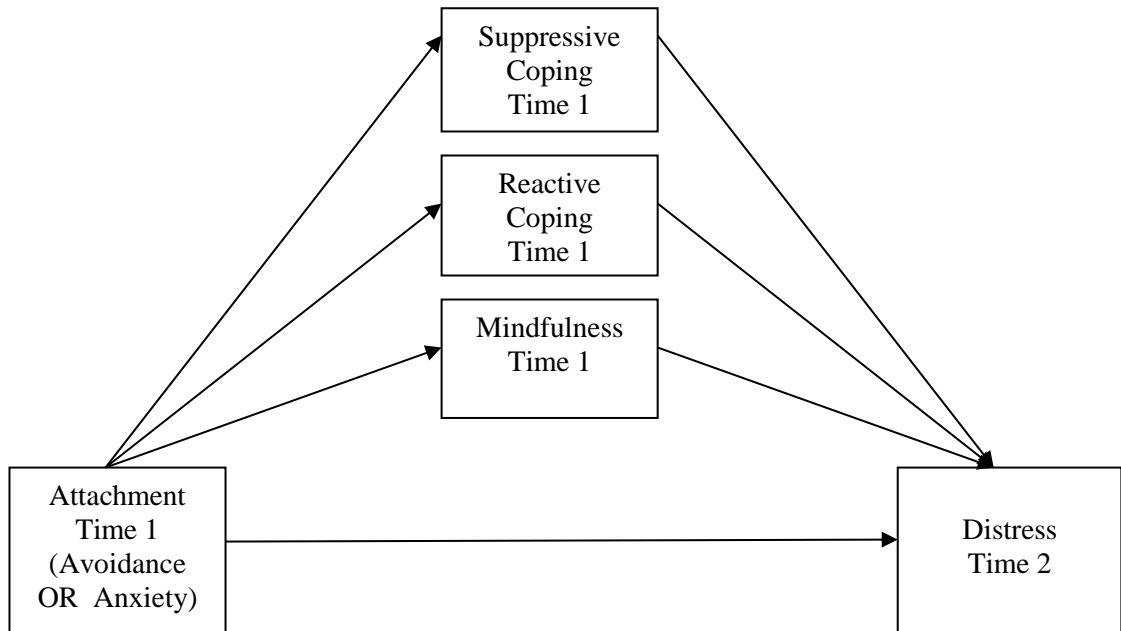 Suppressive
Coping
Time 1
Reactive
Coping
Time 1
Mindfulness
Time 1
Attachment
Time 1
(Avoidance
OR Anxiety)
Distress
Time 2